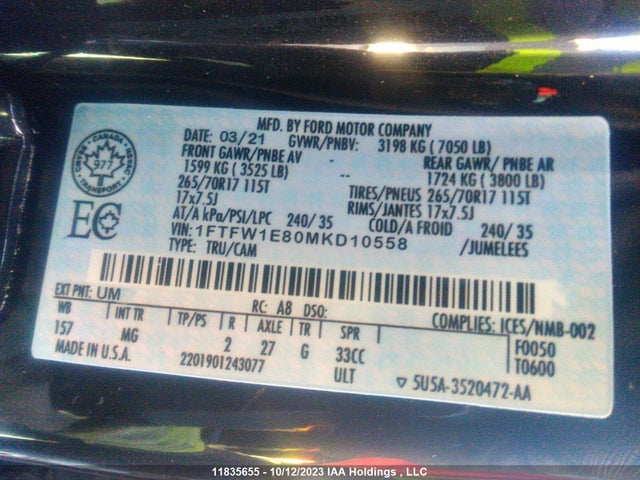 MFD. BY FORD MOTOR COMPANY
DATE: 03/21 GVWR/PNBV: 3198 KG ( 7050 LB)
FRONT GAWR/PNBE AV REAR GAWR/ PNBE AR
1599 KG ( 3525 LB) 1724 KG ( 3800 LB)
265/70R17 115T TIRES/PNEUS 265/70R17 115T
17x7.5J RIMS/JANTES 17x7.5J
AT/A kPa/PSI/LPC 240/ 35 COLD/A FROID 240/ 35
VIN: 1FTFW1E80MKD10558 /JUMELEES
TYPE: TRU/CAM
CANADA
977
TRANSPORT
EC
EXT PNT: UM RC: A8 DSO: COMPLIES: ICES/NMB-002
WB INT TR TP/PS R AXLE TR SPR F0050
157 MG 2 27 G 33CC T0600
MADE IN U.S.A. 2201901243077 ULT ▽ 5U5A-3520472-AA
11835655 - 10/12/2023 IAA Holdings , LLC